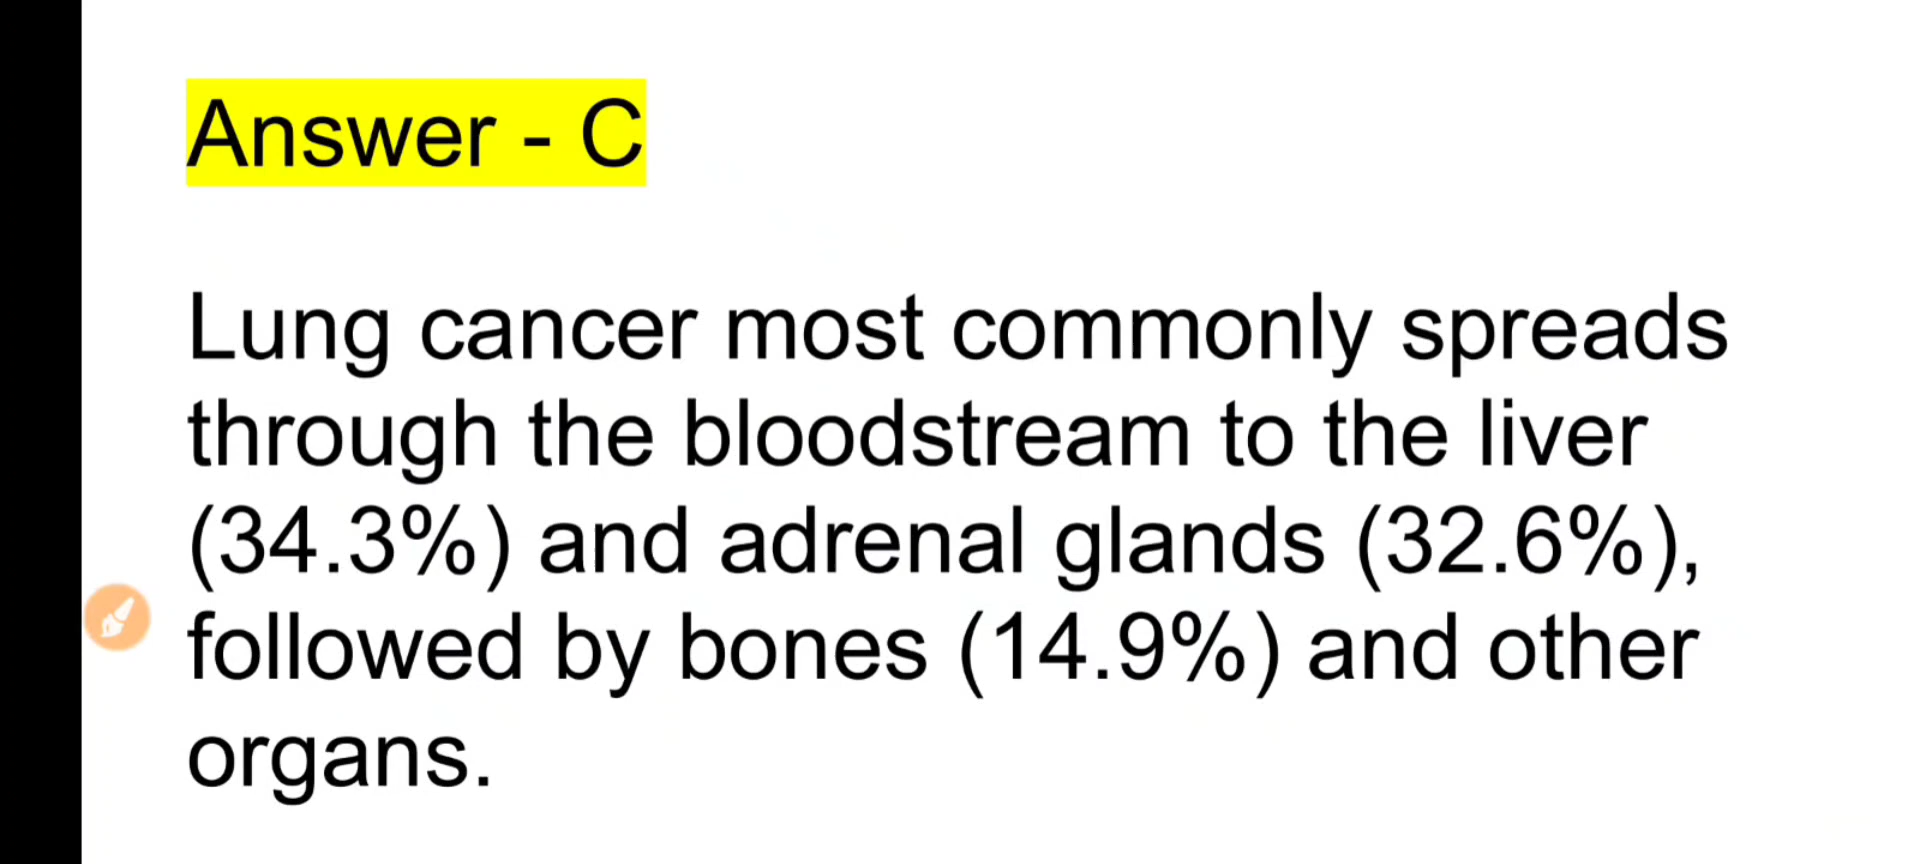 Answer - C
Lung cancer most commonly spreads
through the bloodstream to the liver
(34.3%) and adrenal glands (32.6%),
followed by bones (14.9%) and other
organs.